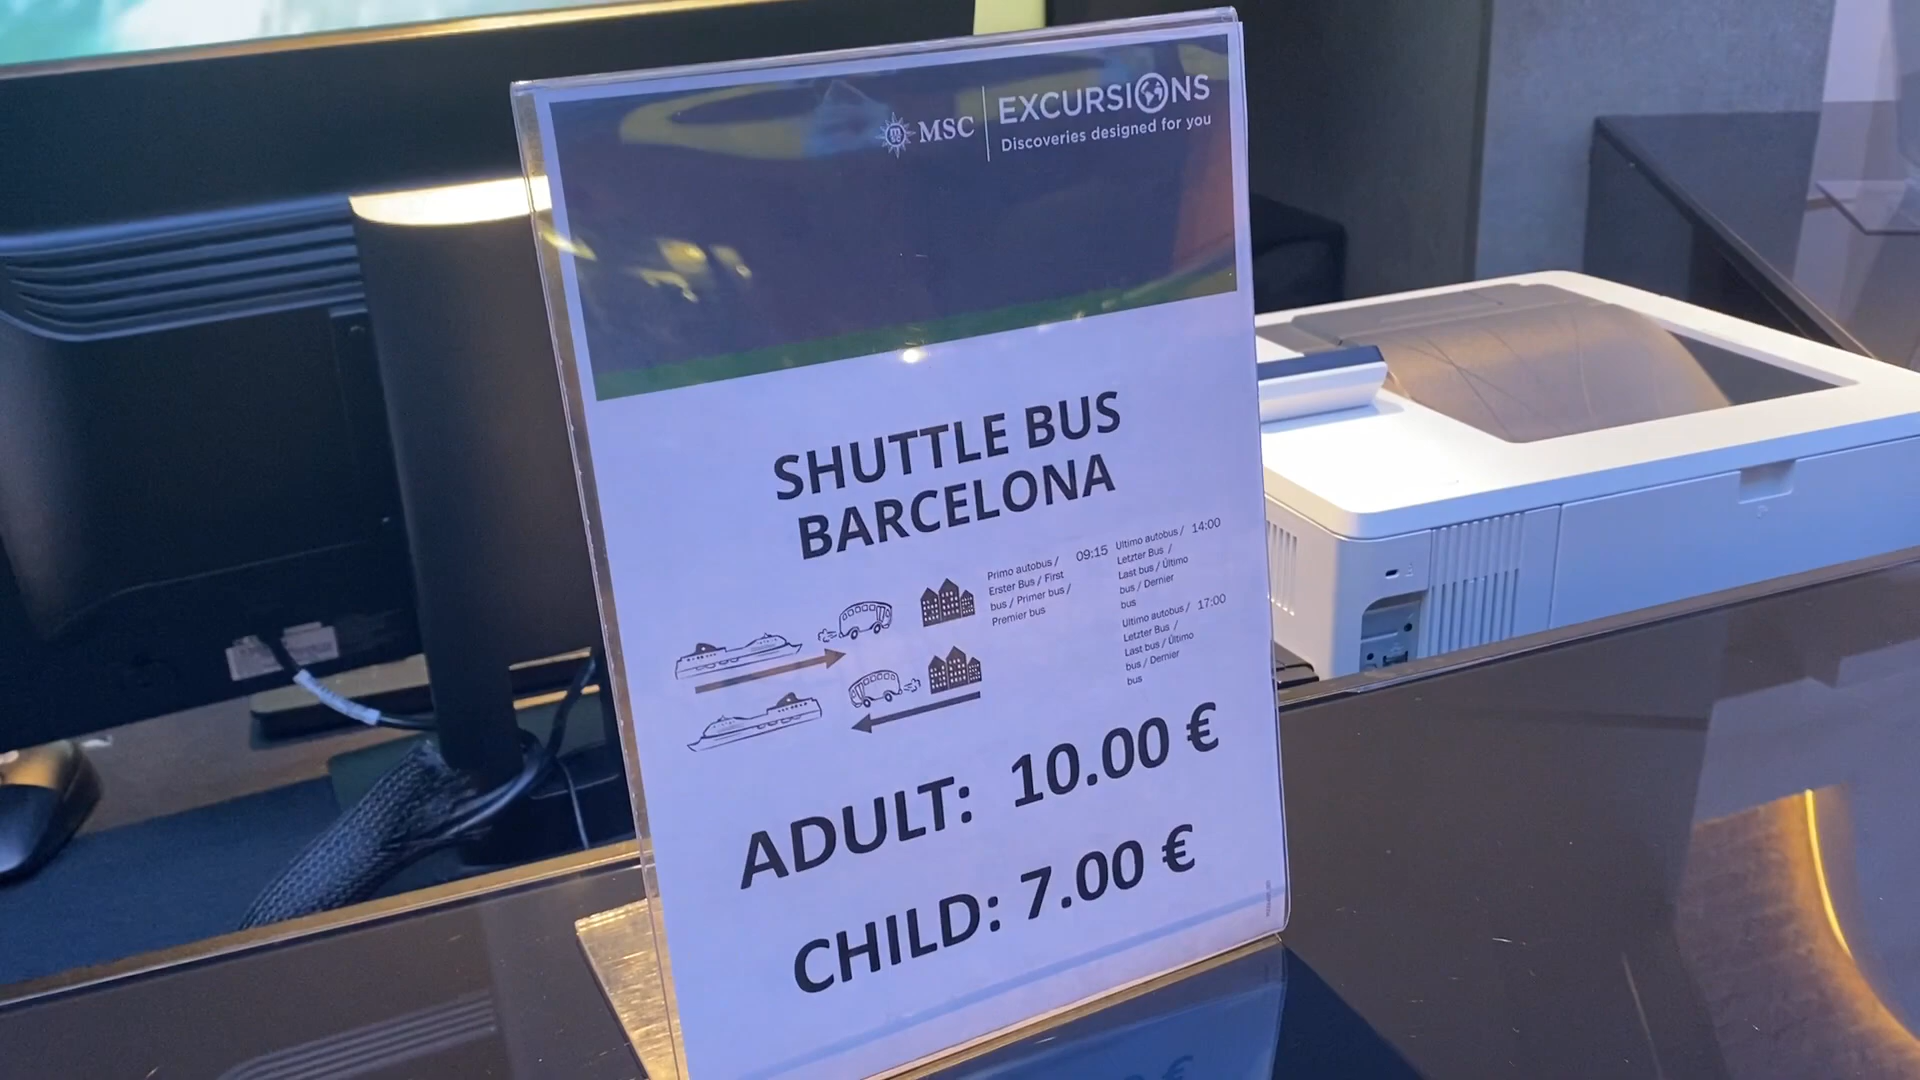 MSC
EXCURSIONS
Discoveries designed for you
SHUTTLE BUS
BARCELONA
Primo autobus /
Erster Bus / First
bus / Primer bus /
Premier bus
09:15
Ultimo autobus /
Letzter Bus /
Last bus / Último
bus / Dernier
bus
14:00
Ultimo autobus /
Letzter Bus /
Last bus / Último
bus / Dernier
bus
17:00
ADULT: 10.00 €
CHILD: 7.00 €